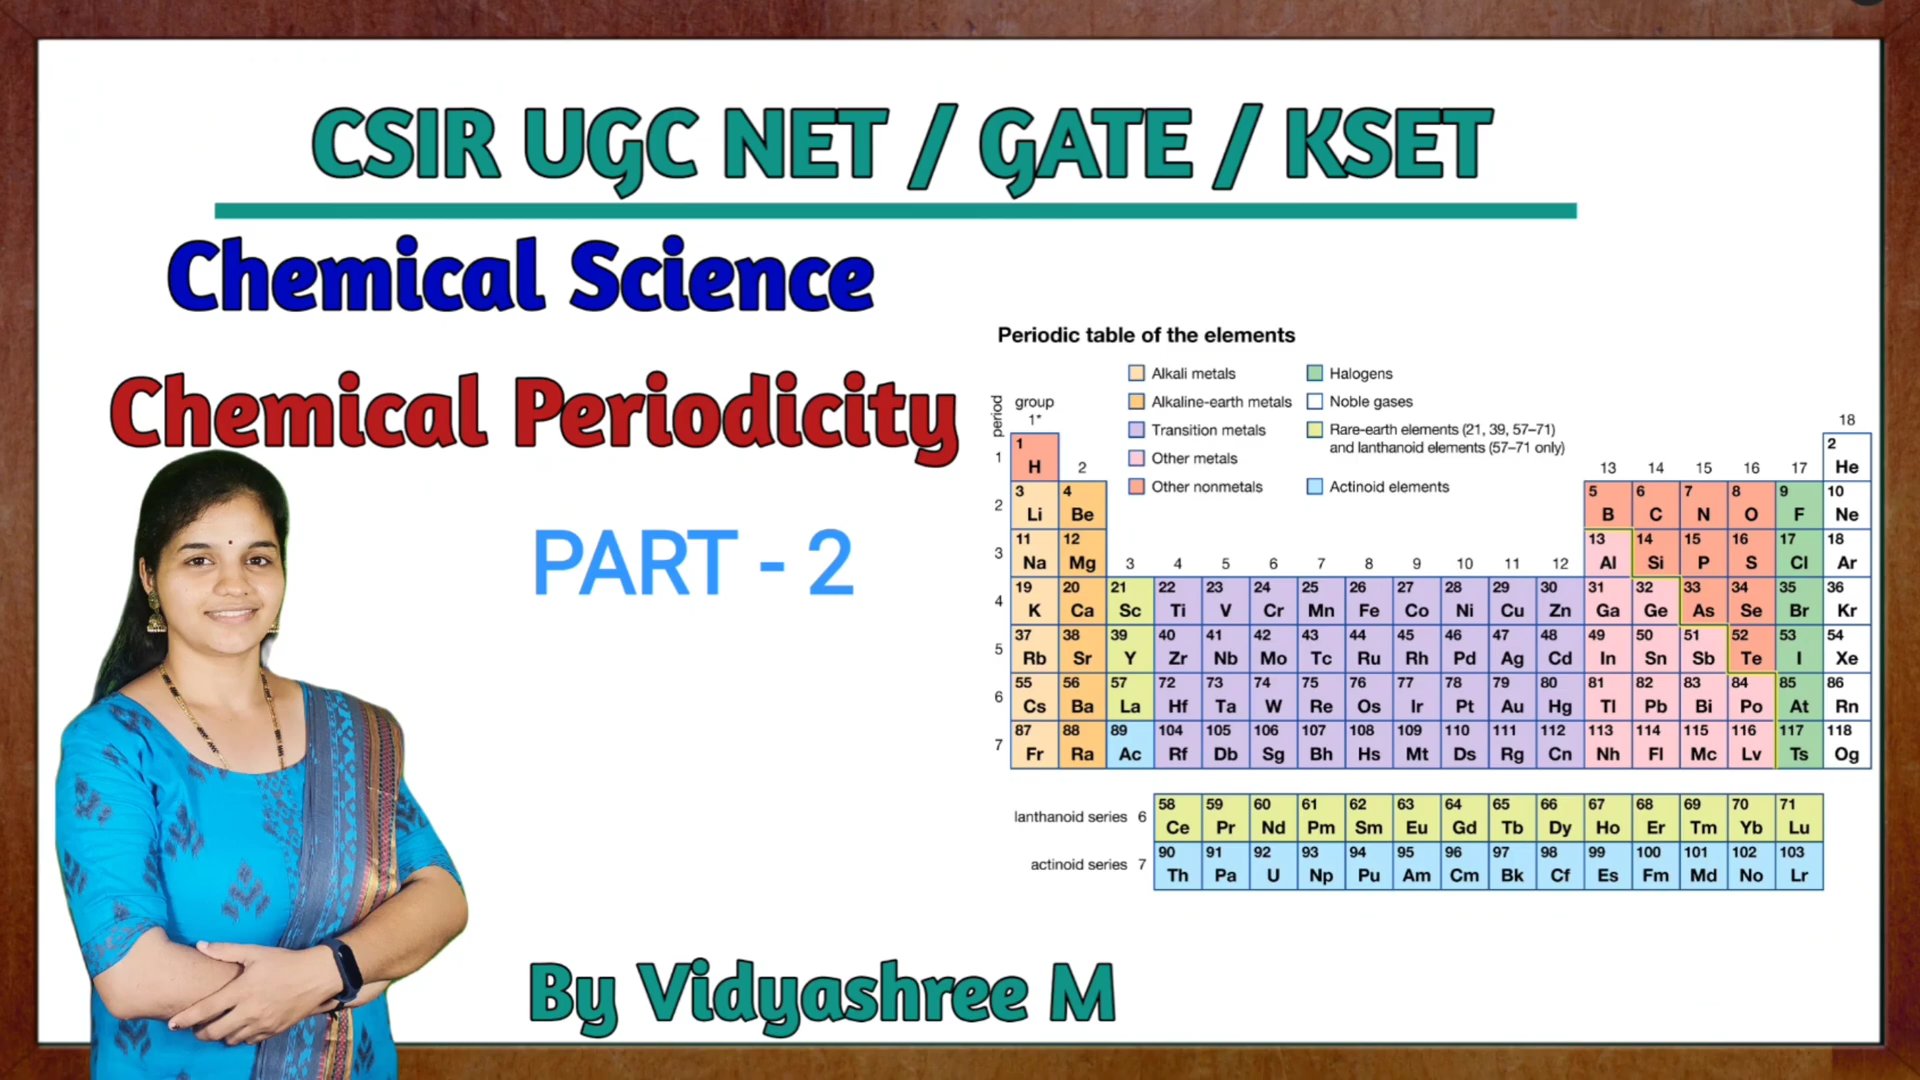 CSIR UGC NET / GATE / KSET
Chemical Science
Chemical Periodicity
PART - 2
Periodic table of the elements
Alkali metals
Alkaline-earth metals
Transition metals
Other metals
Other nonmetals
Halogens
Noble gases
Rare-earth elements (21, 39, 57–71)
and lanthanoid elements (57–71 only)
Actinoid elements
period
group
1* 2 3 4 5 6 7 8 9 10 11 12 13 14 15 16 17 18
1 1 H 2 He
2 3 Li 4 Be 5 B 6 C 7 N 8 O 9 F 10 Ne
3 11 Na 12 Mg 13 Al 14 Si 15 P 16 S 17 Cl 18 Ar
4 19 K 20 Ca 21 Sc 22 Ti 23 V 24 Cr 25 Mn 26 Fe 27 Co 28 Ni 29 Cu 30 Zn 31 Ga 32 Ge 33 As 34 Se 35 Br 36 Kr
5 37 Rb 38 Sr 39 Y 40 Zr 41 Nb 42 Mo 43 Tc 44 Ru 45 Rh 46 Pd 47 Ag 48 Cd 49 In 50 Sn 51 Sb 52 Te 53 I 54 Xe
6 55 Cs 56 Ba 57 La 72 Hf 73 Ta 74 W 75 Re 76 Os 77 Ir 78 Pt 79 Au 80 Hg 81 Tl 82 Pb 83 Bi 84 Po 85 At 86 Rn
7 87 Fr 88 Ra 89 Ac 104 Rf 105 Db 106 Sg 107 Bh 108 Hs 109 Mt 110 Ds 111 Rg 112 Cn 113 Nh 114 Fl 115 Mc 116 Lv 117 Ts 118 Og
lanthanoid series 6 58 Ce 59 Pr 60 Nd 61 Pm 62 Sm 63 Eu 64 Gd 65 Tb 66 Dy 67 Ho 68 Er 69 Tm 70 Yb 71 Lu
actinoid series 7 90 Th 91 Pa 92 U 93 Np 94 Pu 95 Am 96 Cm 97 Bk 98 Cf 99 Es 100 Fm 101 Md 102 No 103 Lr
By Vidyashree M